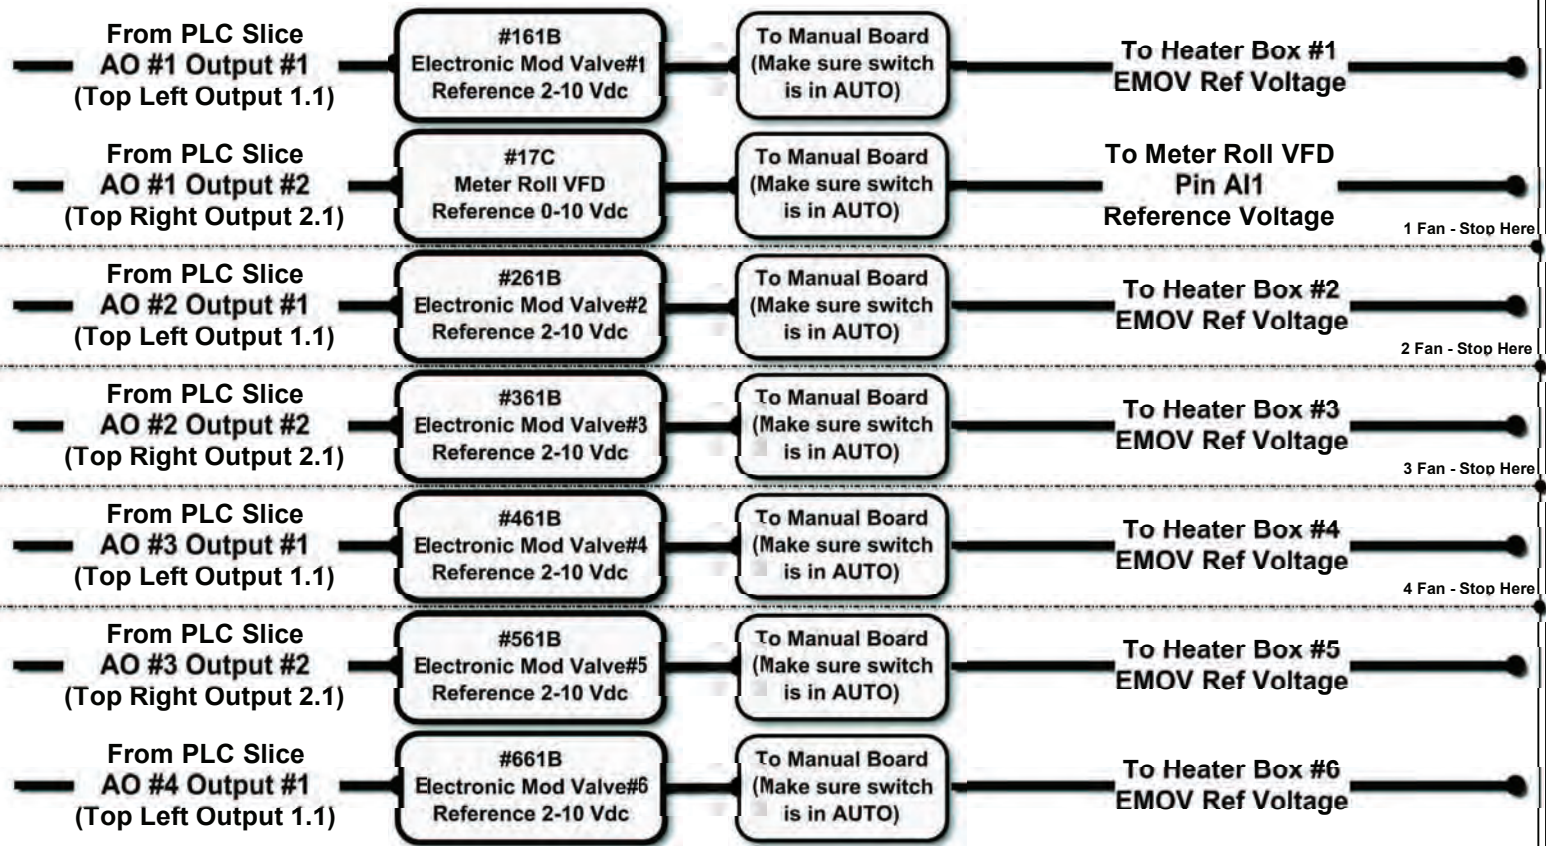 From PLC Slice
AO #1 Output #1
(Top Left Output 1.1)
#161B
Electronic Mod Valve#1
Reference 2-10 Vdc
To Manual Board
(Make sure switch
is in AUTO)
To Heater Box #1
EMOV Ref Voltage
From PLC Slice
AO #1 Output #2
(Top Right Output 2.1)
#17C
Meter Roll VFD
Reference 0-10 Vdc
To Manual Board
(Make sure switch
is in AUTO)
To Meter Roll VFD
Pin AI1
Reference Voltage
1 Fan - Stop Here
From PLC Slice
AO #2 Output #1
(Top Left Output 1.1)
#261B
Electronic Mod Valve#2
Reference 2-10 Vdc
To Manual Board
(Make sure switch
is in AUTO)
To Heater Box #2
EMOV Ref Voltage
2 Fan - Stop Here
From PLC Slice
AO #2 Output #2
(Top Right Output 2.1)
#361B
Electronic Mod Valve#3
Reference 2-10 Vdc
To Manual Board
(Make sure switch
is in AUTO)
To Heater Box #3
EMOV Ref Voltage
3 Fan - Stop Here
From PLC Slice
AO #3 Output #1
(Top Left Output 1.1)
#461B
Electronic Mod Valve#4
Reference 2-10 Vdc
To Manual Board
(Make sure switch
is in AUTO)
To Heater Box #4
EMOV Ref Voltage
4 Fan - Stop Here
From PLC Slice
AO #3 Output #2
(Top Right Output 2.1)
#561B
Electronic Mod Valve#5
Reference 2-10 Vdc
To Manual Board
(Make sure switch
is in AUTO)
To Heater Box #5
EMOV Ref Voltage
From PLC Slice
AO #4 Output #1
(Top Left Output 1.1)
#661B
Electronic Mod Valve#6
Reference 2-10 Vdc
To Manual Board
(Make sure switch
is in AUTO)
To Heater Box #6
EMOV Ref Voltage